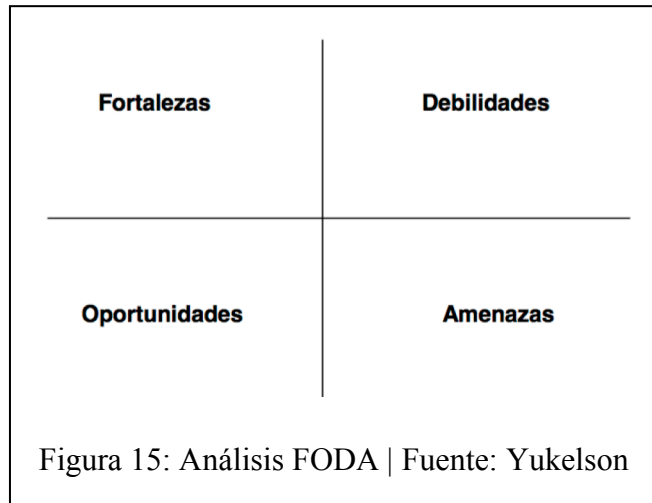 Fortalezas
Debilidades
Oportunidades
Amenazas
Figura 15: Análisis FODA | Fuente: Yukelson